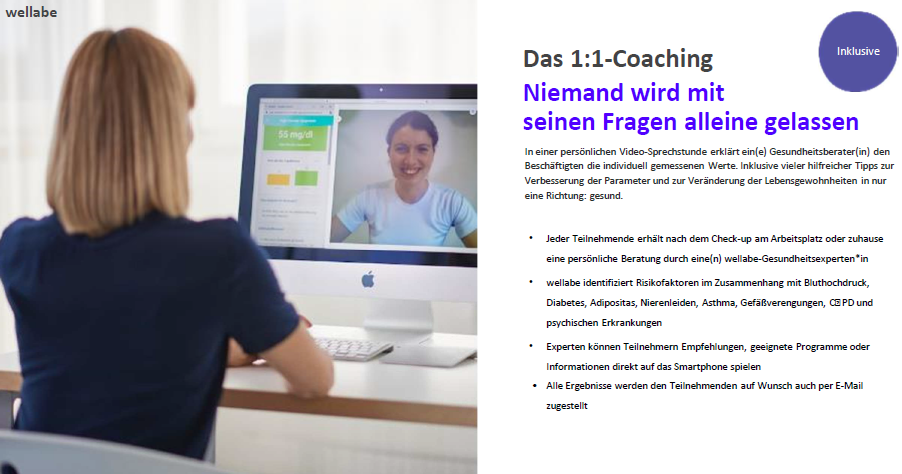 wellabe
Inklusive
Das 1:1-Coaching
Niemand wird mit
seinen Fragen alleine gelassen
In einer persönlichen Video-Sprechstunde erklärt ein(e) Gesundheitsberater(in) den
Beschäftigten die individuell gemessenen Werte. Inklusive vieler hilfreicher Tipps zur
Verbesserung der Parameter und zur Veränderung der Lebensgewohnheiten in nur
eine Richtung: gesund.
• Jeder Teilnehmende erhält nach dem Check-up am Arbeitsplatz oder zuhause
eine persönliche Beratung durch eine(n) wellabe-Gesundheitsexperten*in
• wellabe identifiziert Risikofaktoren im Zusammenhang mit Bluthochdruck,
Diabetes, Adipositas, Nierenleiden, Asthma, Gefäßverengungen, C⍰PD und
psychischen Erkrankungen
• Experten können Teilnehmern Empfehlungen, geeignete Programme oder
Informationen direkt auf das Smartphone spielen
• Alle Ergebnisse werden den Teilnehmenden auf Wunsch auch per E-Mail
zugestellt
55 mg/dl